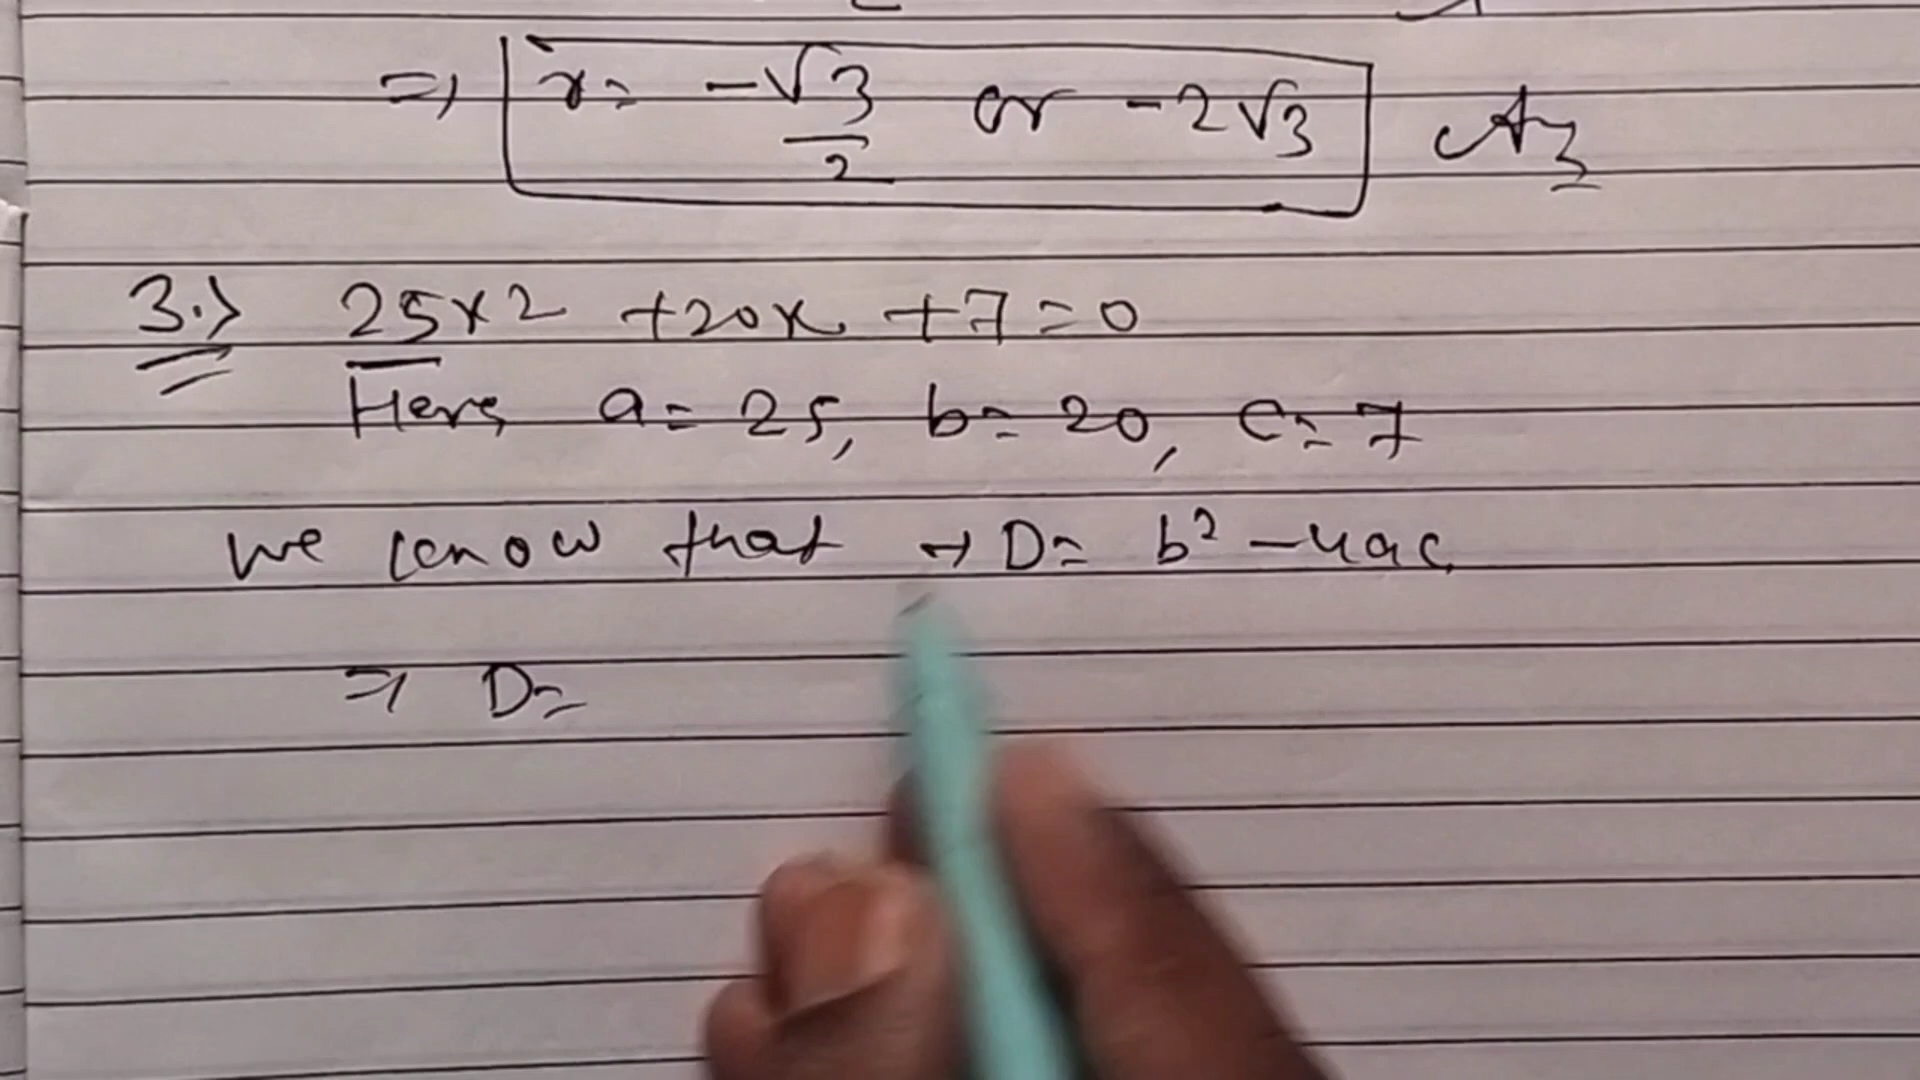 ⇒ x = -√3/2 or -2√3 Ans
3.> 25x2 +20x +7=0
Here, a= 25, b= 20, c= 7
we know that → D= b² -4ac
⇒ D=